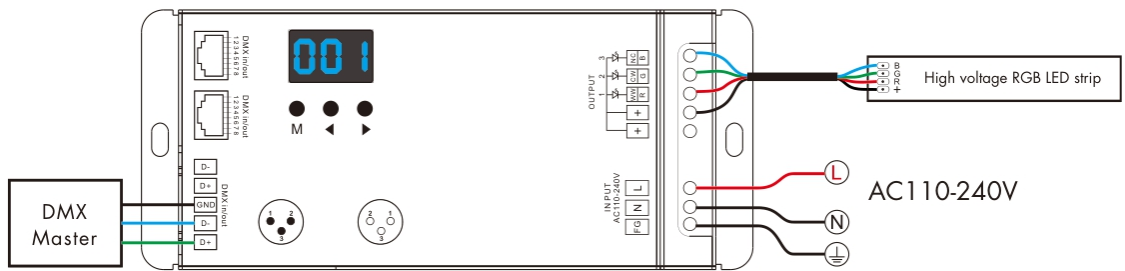 DMX in/out
12345678
DMX in/out
12345678
001
M
D-
D+
GND
D-
D+
DMX in/out
DMX
Master
1 2
3
2 1
3
OUTPUT
3 NC B
2 CW G
1 WW R
+
+
INPUT
AC110-240V
L
N
FG
B
G
R
+
High voltage RGB LED strip
L
N
AC110-240V